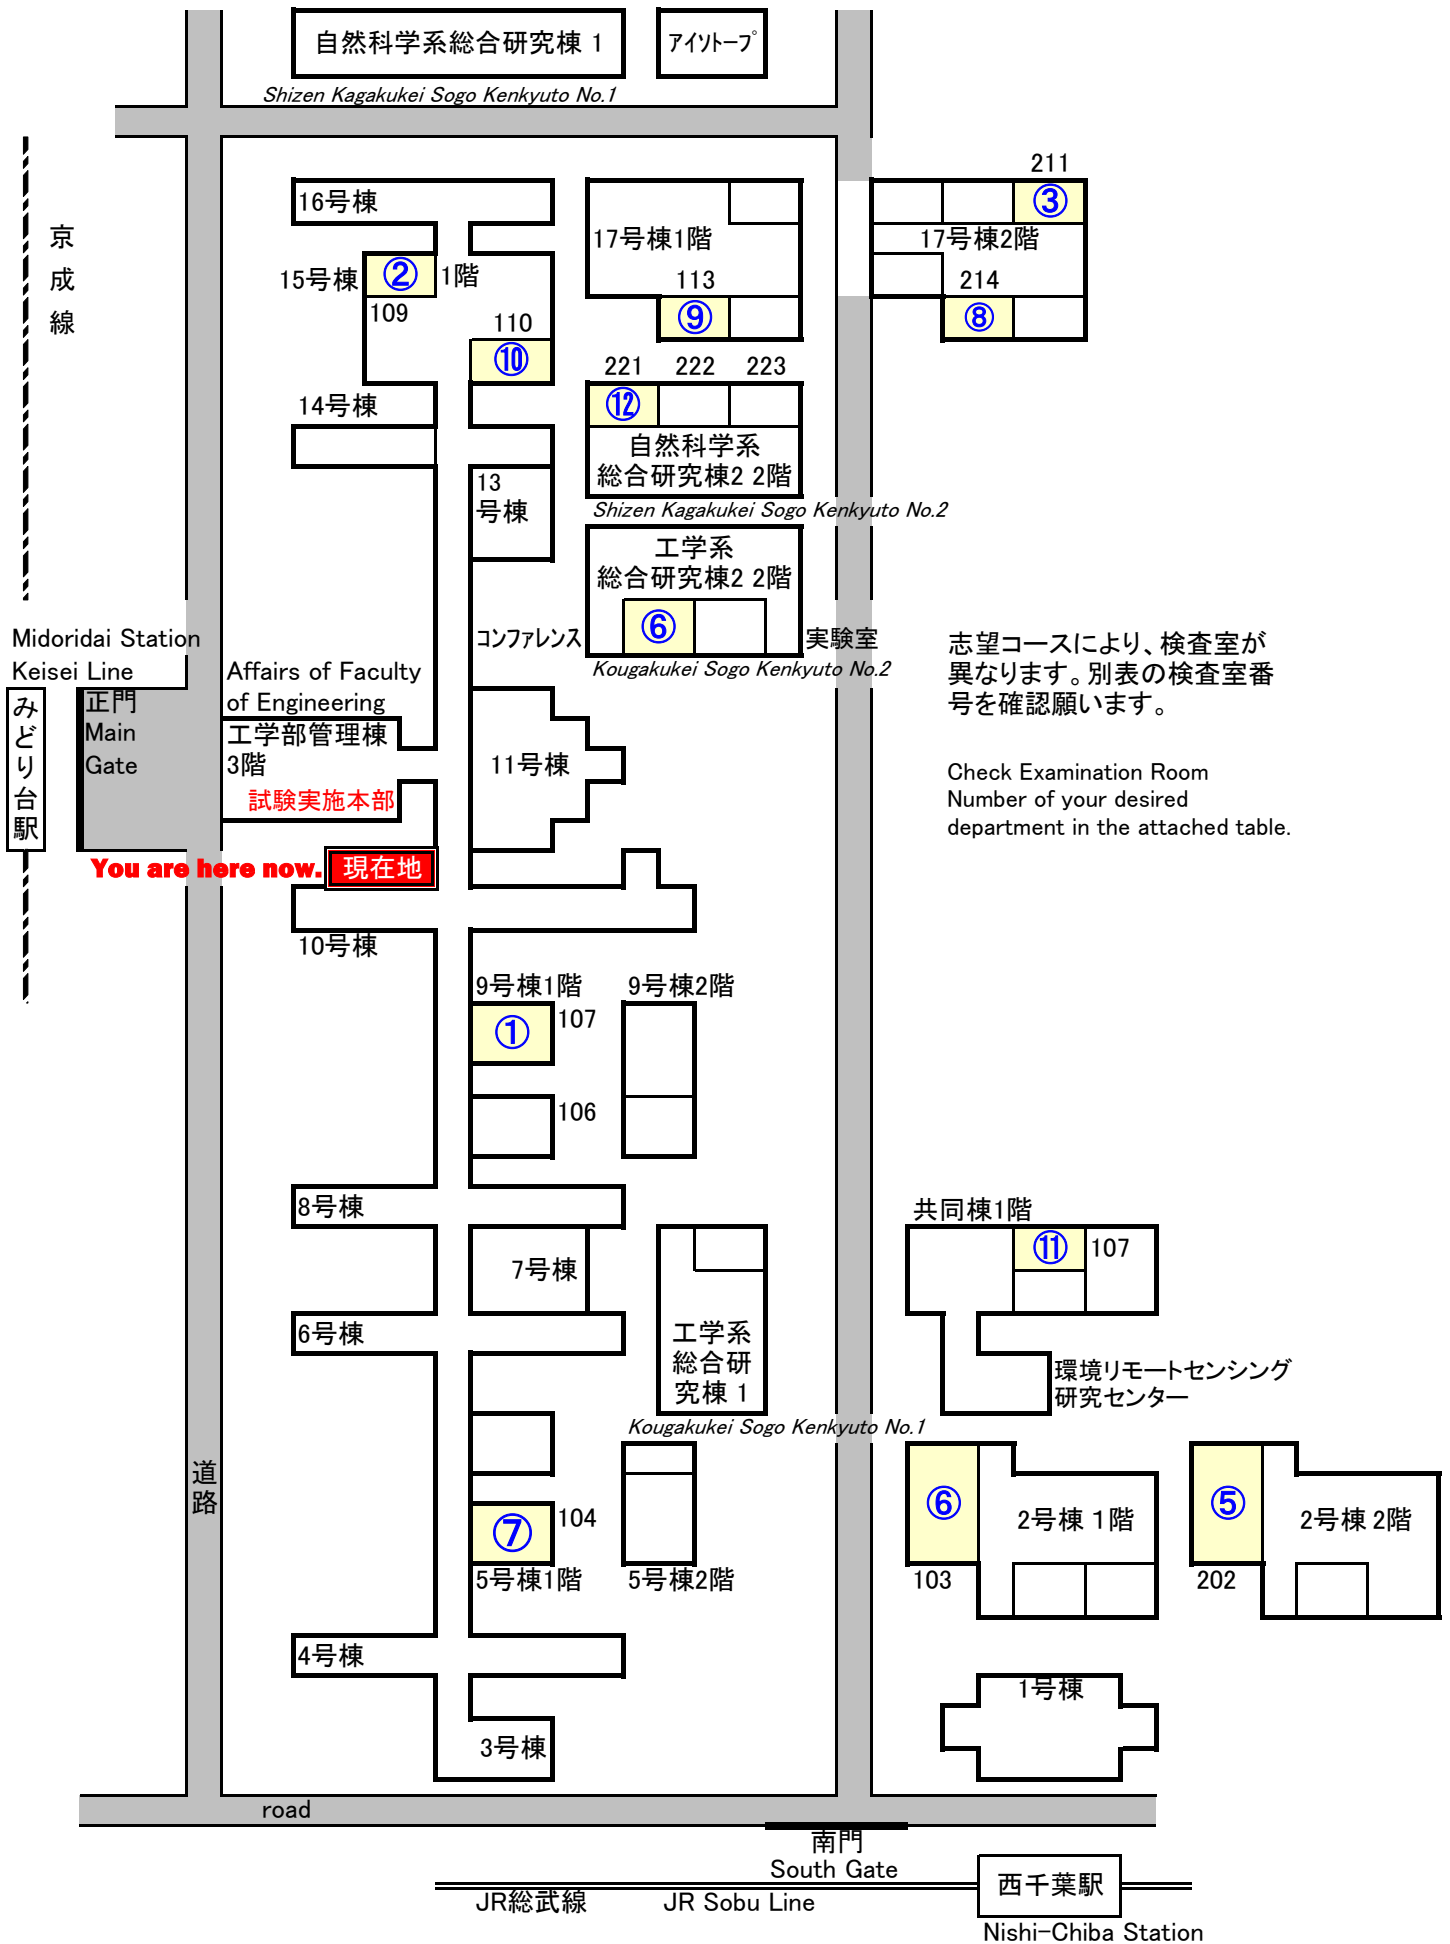 自然科学系総合研究棟 1
アイソトープ
Shizen Kagakukei Sogo Kenkyuto No.1
211
16号棟
③
京
成
線
17号棟1階
17号棟2階
15号棟
②
1階
113
214
109
110
⑨
⑧
⑩
221
222
223
14号棟
⑫
自然科学系
総合研究棟2 2階
13
号棟
Shizen Kagakukei Sogo Kenkyuto No.2
工学系
総合研究棟2 2階
コンファレンス
⑥
実験室
Kougakukei Sogo Kenkyuto No.2
志望コースにより、検査室が
異なります。別表の検査室番
号を確認願います。
Midoridai Station
Keisei Line
みどり台駅
正門
Main
Gate
Affairs of Faculty
of Engineering
工学部管理棟
3階
試験実施本部
11号棟
Check Examination Room
Number of your desired
department in the attached table.
You are here now.
現在地
10号棟
9号棟1階
9号棟2階
①
107
106
8号棟
共同棟1階
⑪
107
7号棟
6号棟
工学系
総合研
究棟 1
環境リモートセンシング
研究センター
Kougakukei Sogo Kenkyuto No.1
道路
⑦
104
5号棟1階
5号棟2階
⑥
2号棟 1階
103
⑤
2号棟 2階
202
4号棟
1号棟
3号棟
road
南門
South Gate
西千葉駅
JR総武線
JR Sobu Line
Nishi-Chiba Station